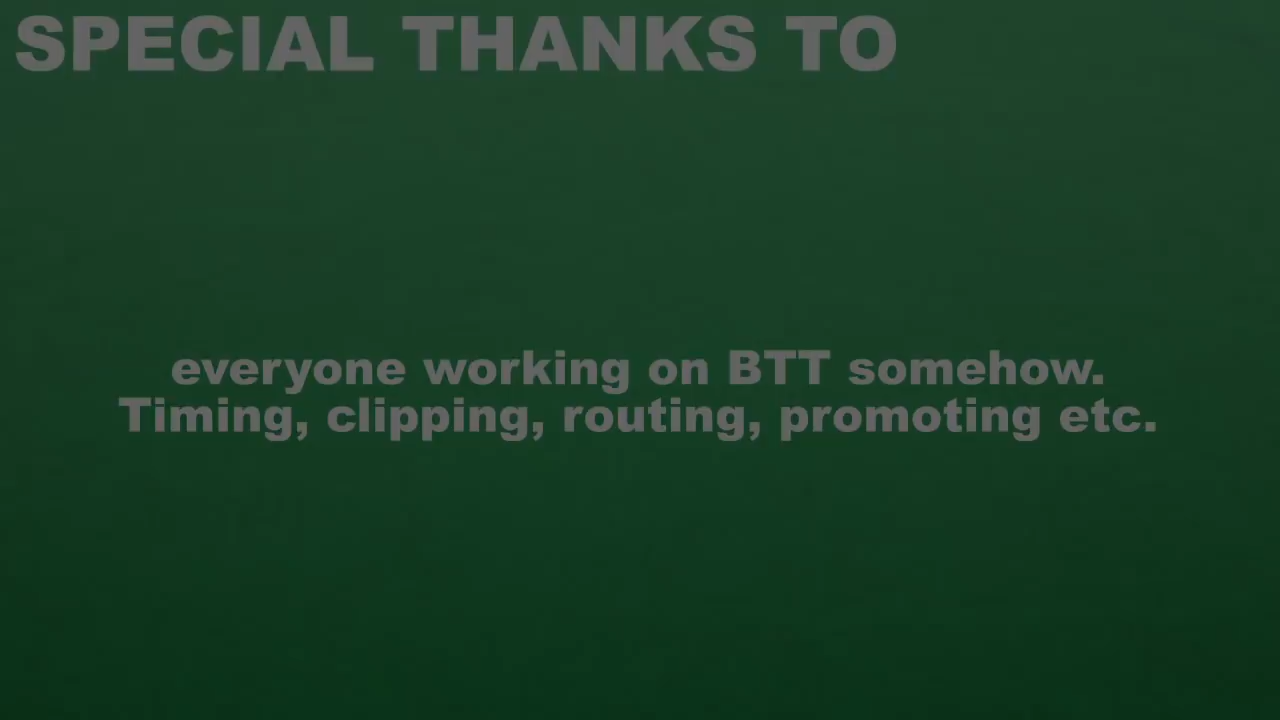 SPECIAL THANKS TO
everyone working on BTT somehow.
Timing, clipping, routing, promoting etc.